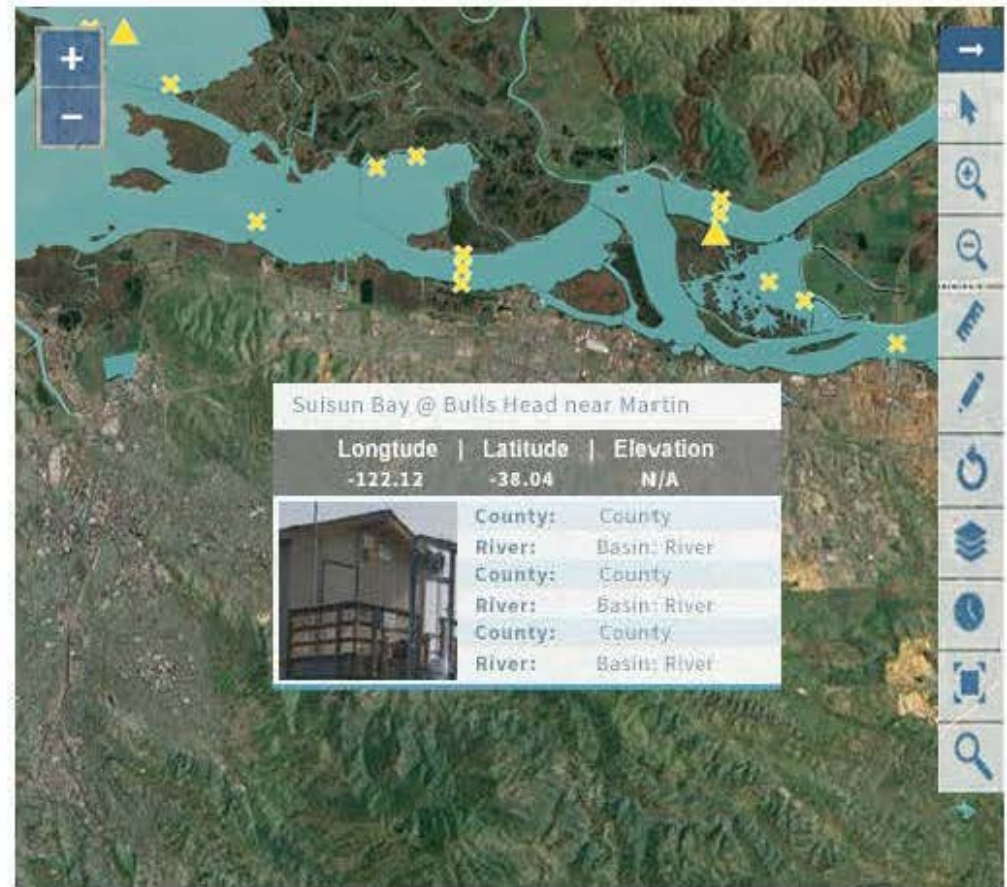 +
−
Suisun Bay @ Bulls Head near Martin
Longtude | Latitude | Elevation
-122.12 -38.04 N/A
County: County
River: Basin: River
County: County
River: Basin: River
County: County
River: Basin: River